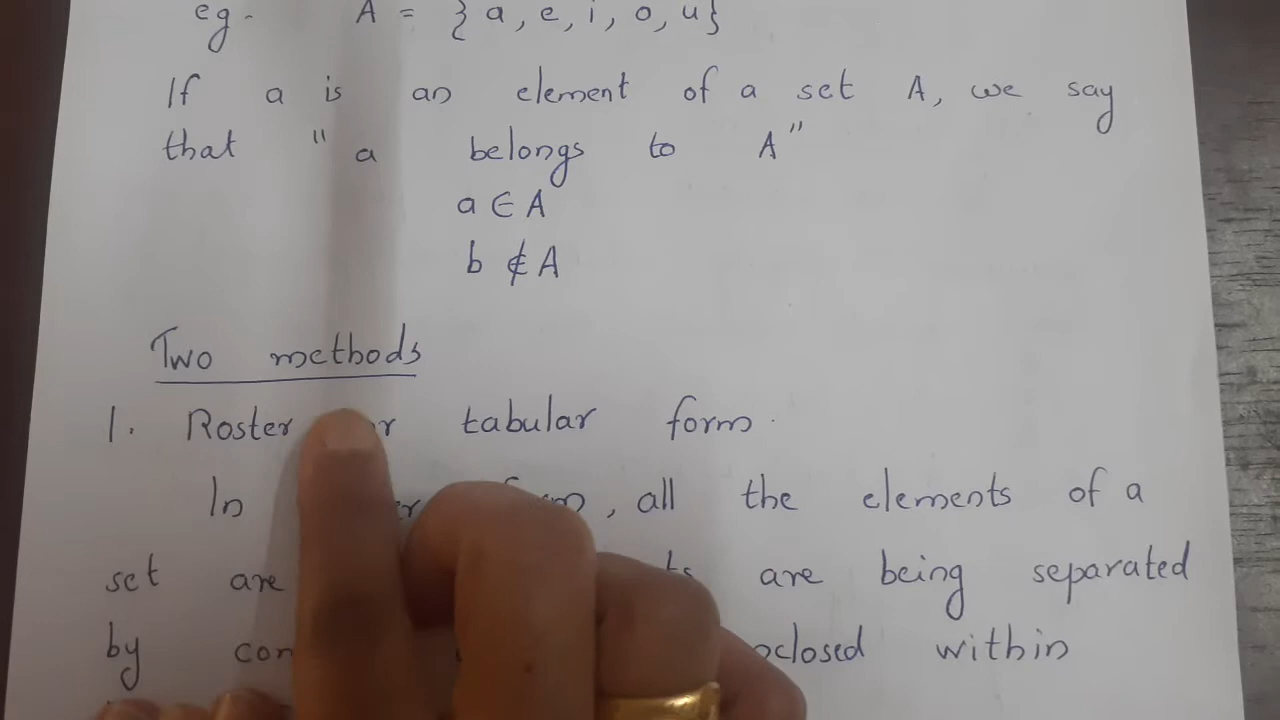 eg. A = {a, e, i, o, u}
If a is an element of a set A, we say
that "a belongs to A"
a ∈ A
b ∉ A
Two methods
1. Roster tabular form.
In , all the elements of a
set are are being separated
by within